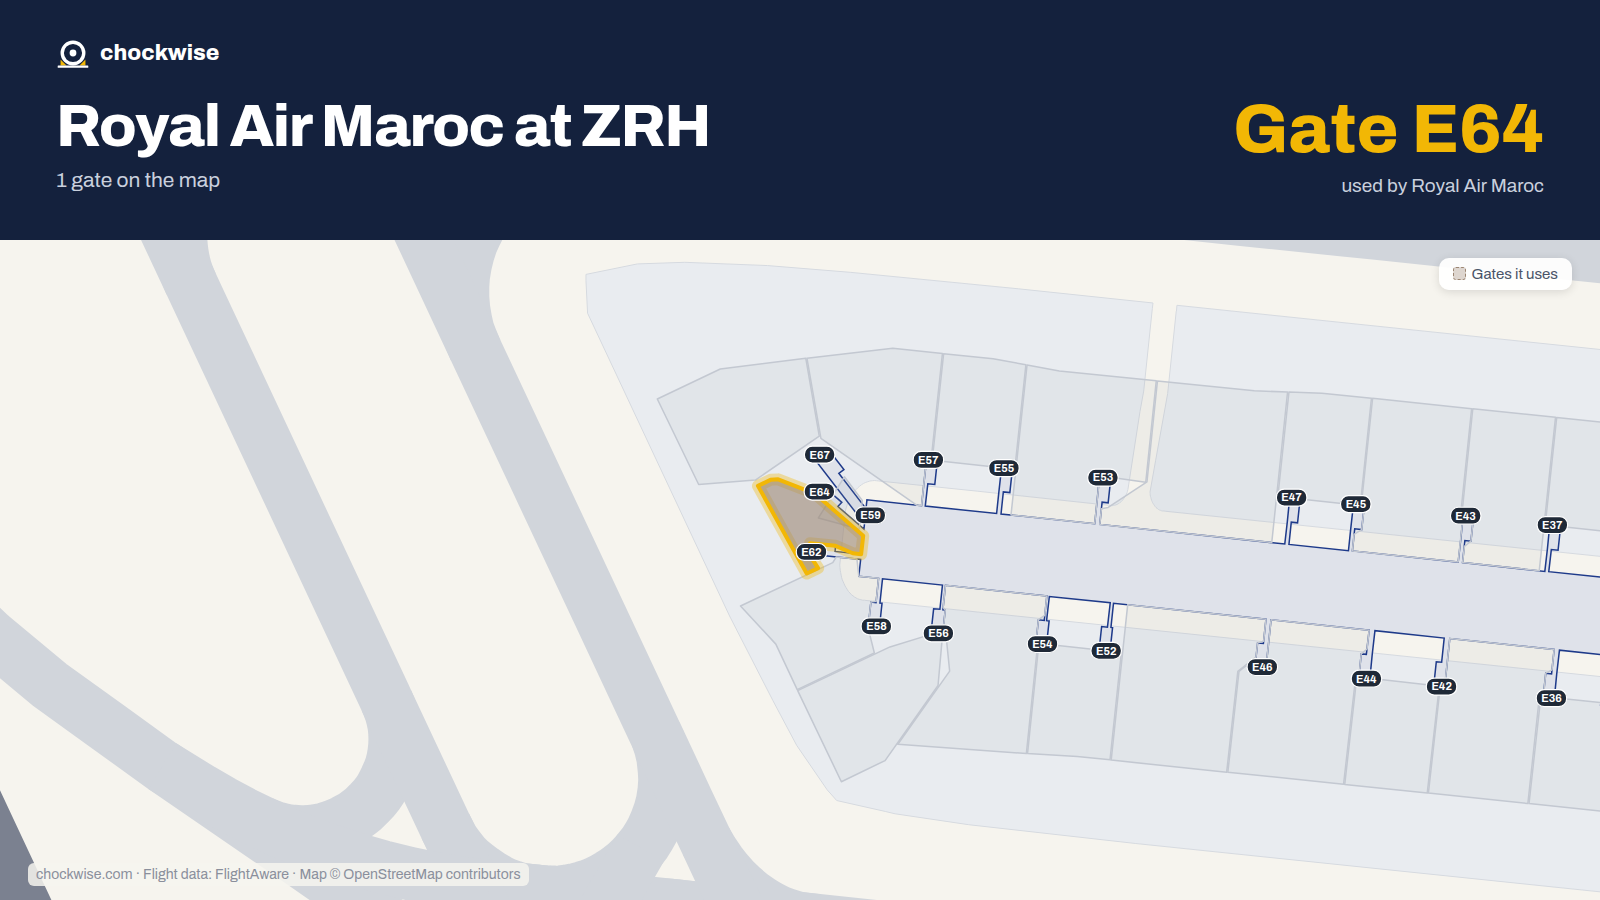 chockwise
Royal Air Maroc at ZRH
1 gate on the map
Gate E64
used by Royal Air Maroc
Gates it uses
E67
E57
E55
E53
E64
E59
E47
E45
E43
E37
E62
E58
E56
E54
E52
E46
E44
E42
E36
chockwise.com · Flight data: FlightAware · Map © OpenStreetMap contributors